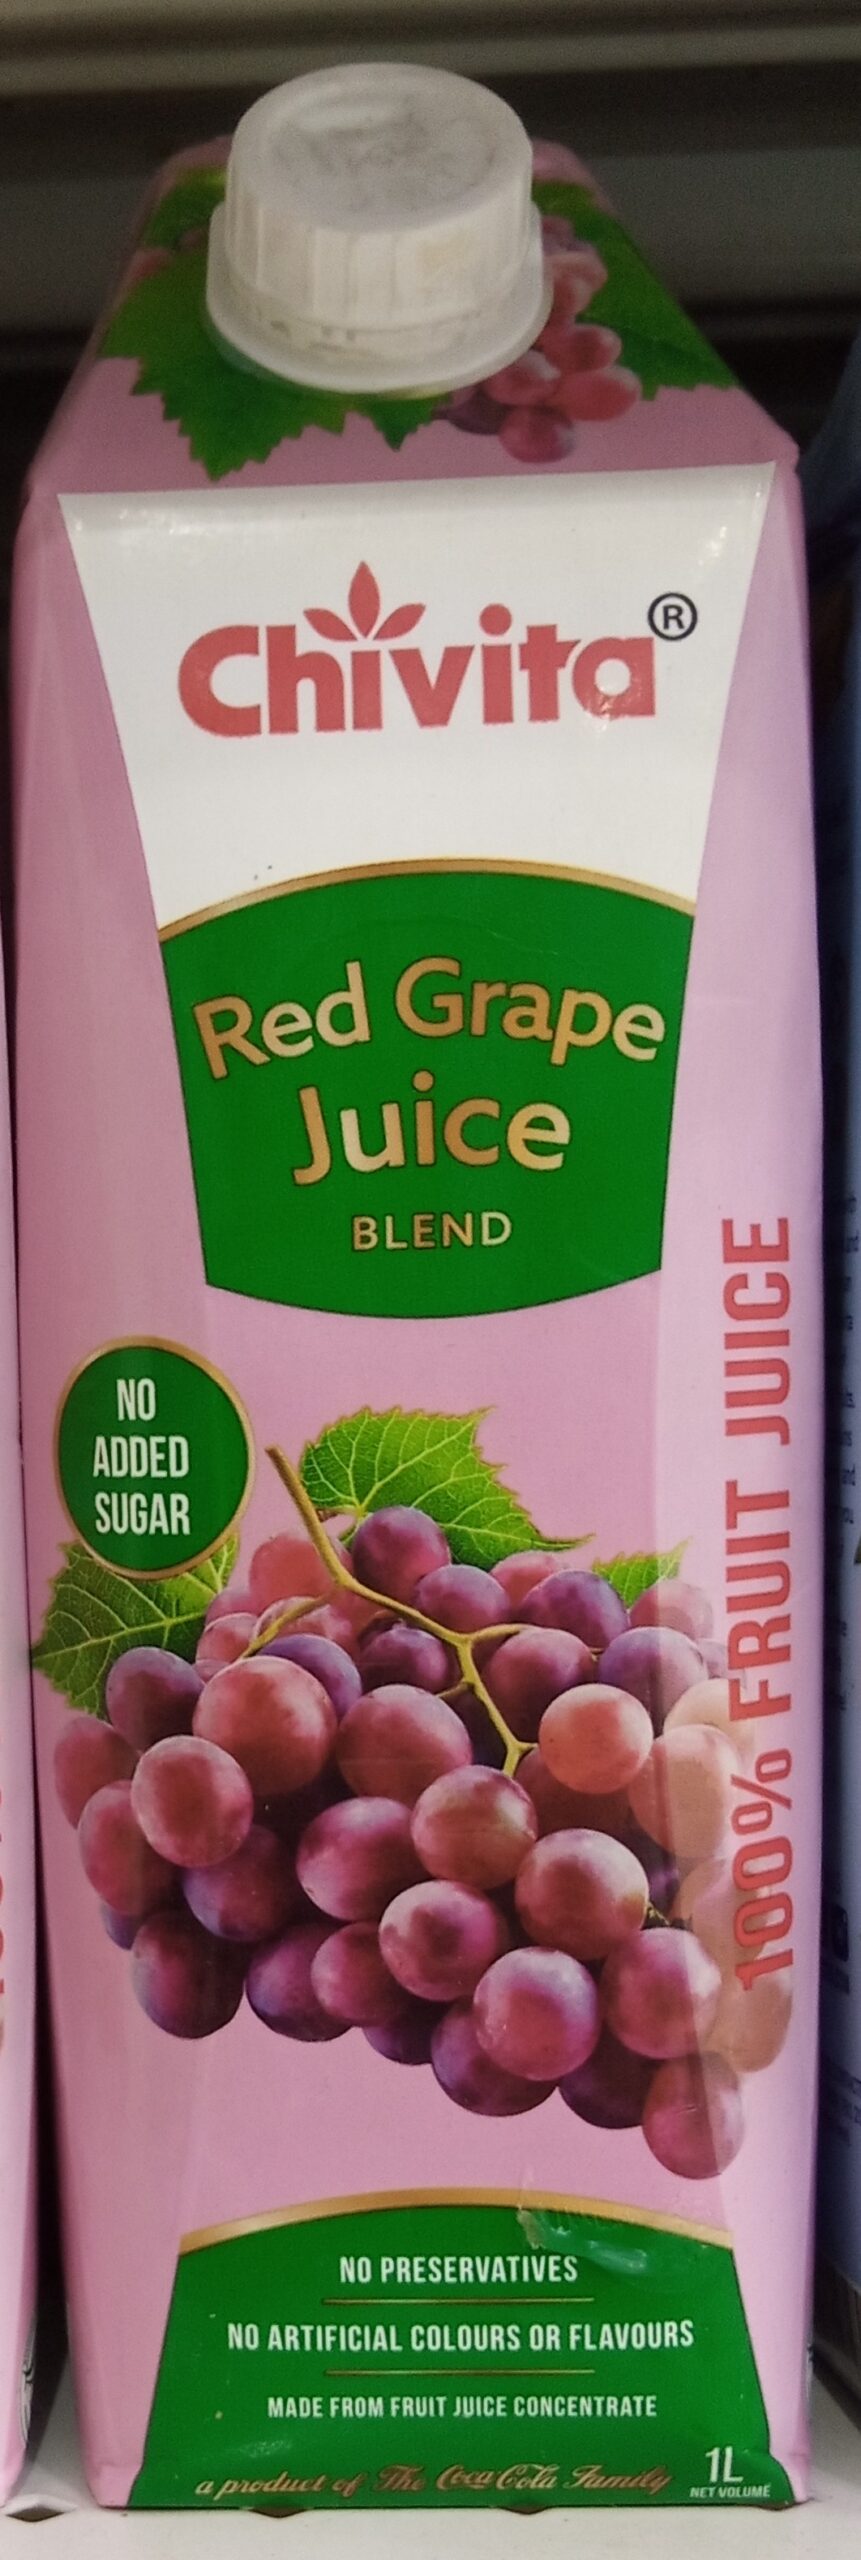 Chivita®
Red Grape
Juice
BLEND
NO
ADDED
SUGAR
100% FRUIT JUICE
NO PRESERVATIVES
NO ARTIFICIAL COLOURS OR FLAVOURS
MADE FROM FRUIT JUICE CONCENTRATE
a product of The Coca-Cola Family
1L
NET VOLUME